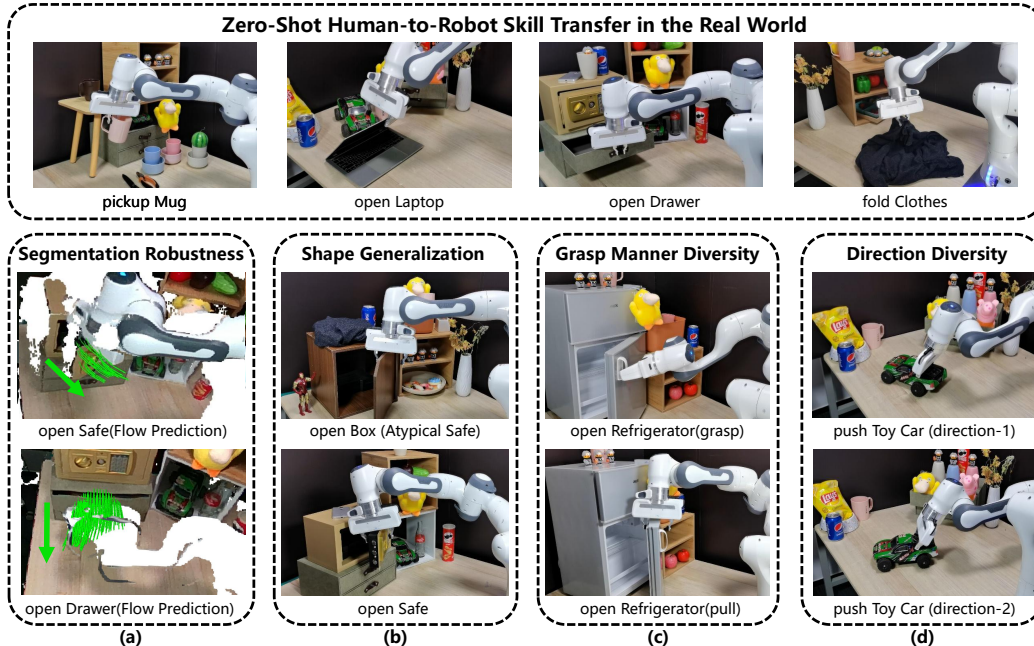 Zero-Shot Human-to-Robot Skill Transfer in the Real World
pickup Mug
open Laptop
open Drawer
fold Clothes
Segmentation Robustness
open Safe(Flow Prediction)
open Drawer(Flow Prediction)
(a)
Shape Generalization
open Box (Atypical Safe)
open Safe
(b)
Grasp Manner Diversity
open Refrigerator(grasp)
open Refrigerator(pull)
(c)
Direction Diversity
push Toy Car (direction-1)
push Toy Car (direction-2)
(d)